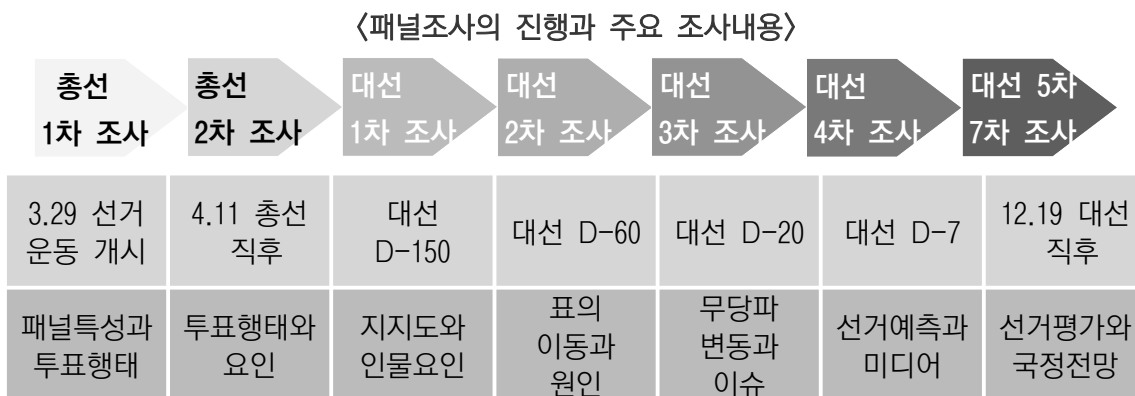 <패널조사의 진행과 주요 조사내용>
총선
1차 조사
총선
2차 조사
대선
1차 조사
대선
2차 조사
대선
3차 조사
대선
4차 조사
대선 5차
7차 조사
3.29 선거
운동 개시
4.11 총선
직후
대선
D-150
대선 D-60
대선 D-20
대선 D-7
12.19 대선
직후
패널특성과
투표행태
투표행태와
요인
지지도와
인물요인
표의
이동과
원인
무당파
변동과
이슈
선거예측과
미디어
선거평가와
국정전망